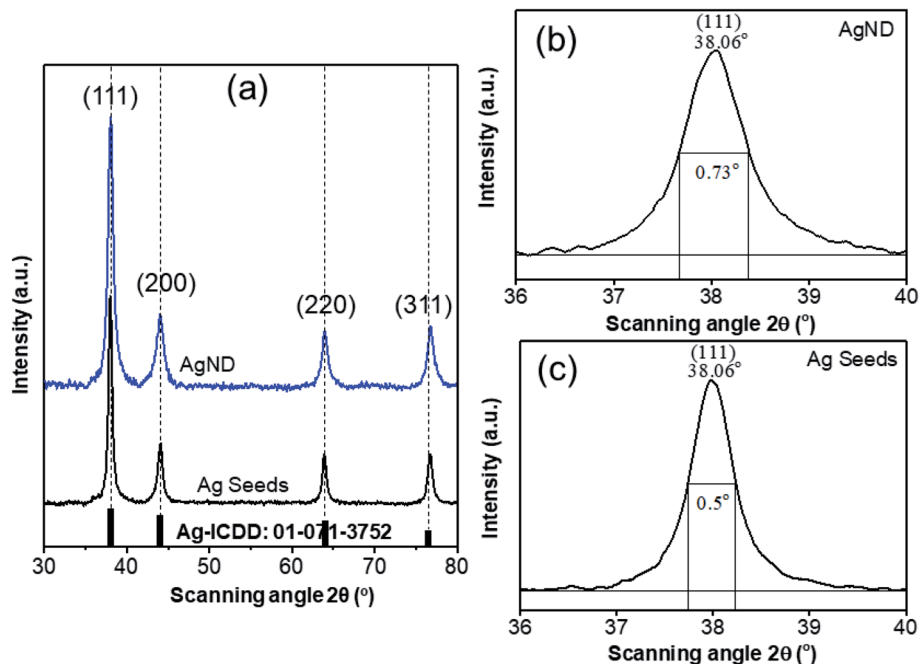 (a)
(111)
(200)
(220)
(311)
AgND
Ag Seeds
Ag-ICDD: 01-071-3752
30 40 50 60 70 80
Scanning angle 2θ (°)
Intensity (a.u.)
(b)
(111)
38.06°
AgND
0.73°
36 37 38 39 40
Scanning angle 2θ (°)
Intensity (a.u.)
(c)
(111)
38.06°
Ag Seeds
0.5°
36 37 38 39 40
Scanning angle 2θ (°)
Intensity (a.u.)